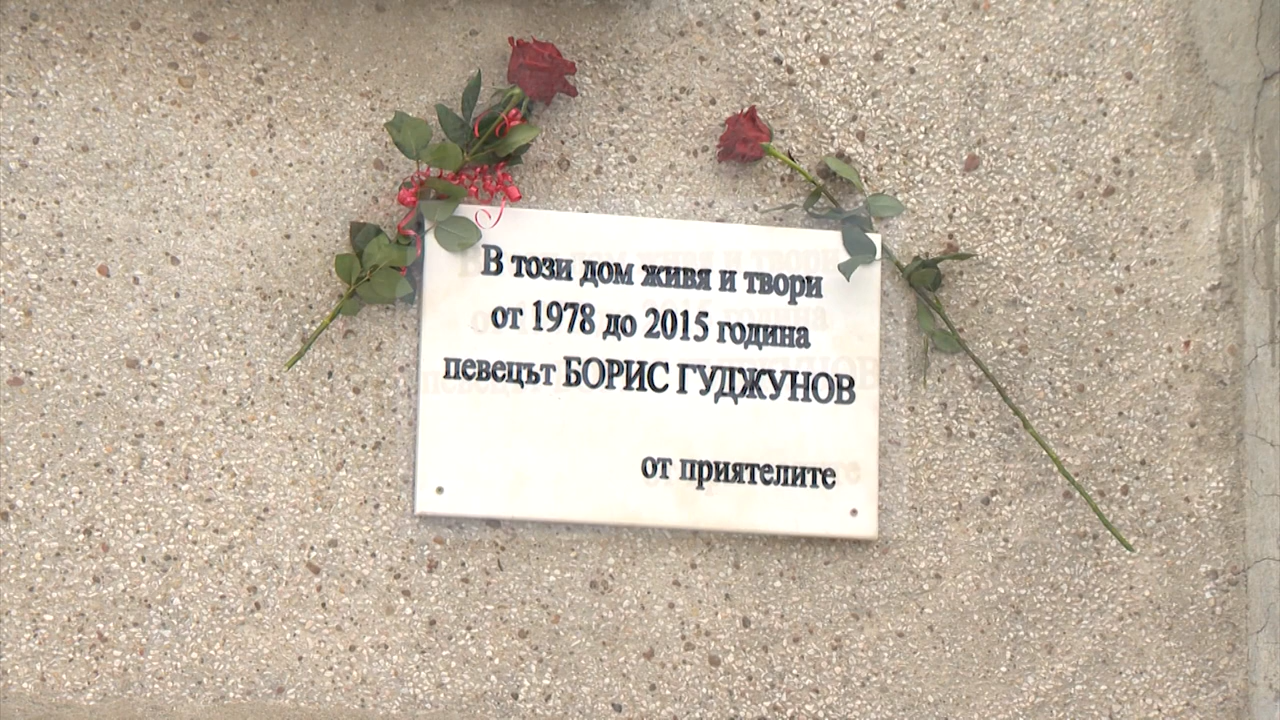 В този дом живя и твори
от 1978 до 2015 година
певецът БОРИС ГУДЖУНОВ
от приятелите